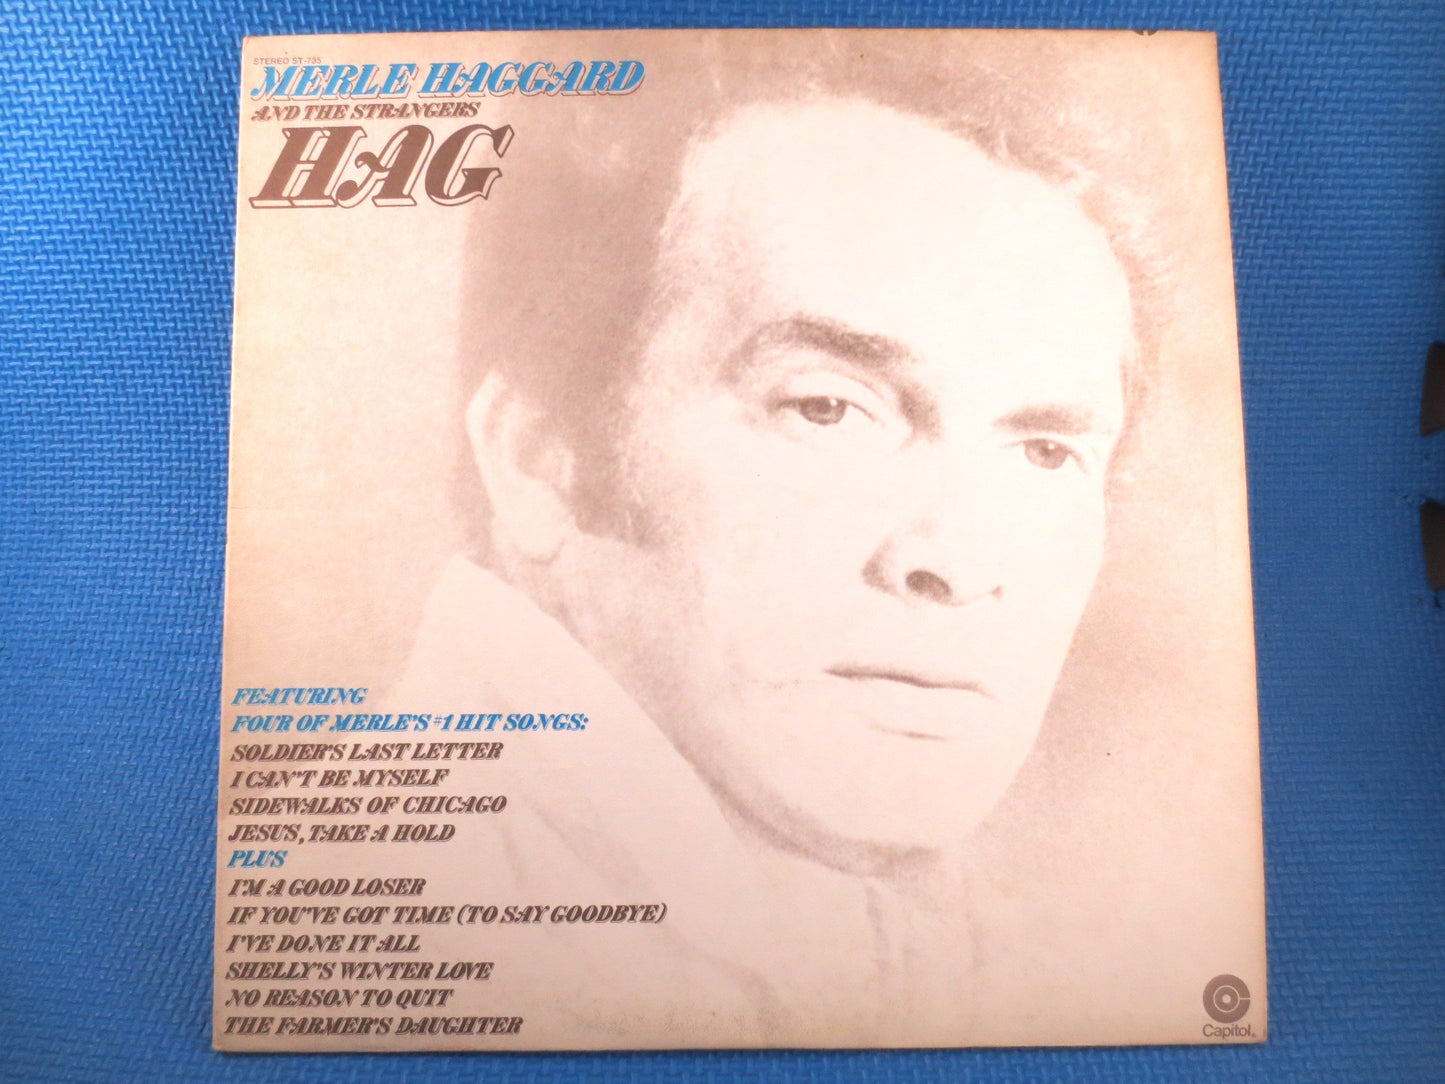 STEREO ST-735
MERLE HAGGARD
AND THE STRANGERS
HAG
FEATURING
FOUR OF MERLE'S #1 HIT SONGS:
SOLDIER'S LAST LETTER
I CAN'T BE MYSELF
SIDEWALKS OF CHICAGO
JESUS, TAKE A HOLD
PLUS
I'M A GOOD LOSER
IF YOU'VE GOT TIME (TO SAY GOODBYE)
I'VE DONE IT ALL
SHELLY'S WINTER LOVE
NO REASON TO QUIT
THE FARMER'S DAUGHTER
Capitol®